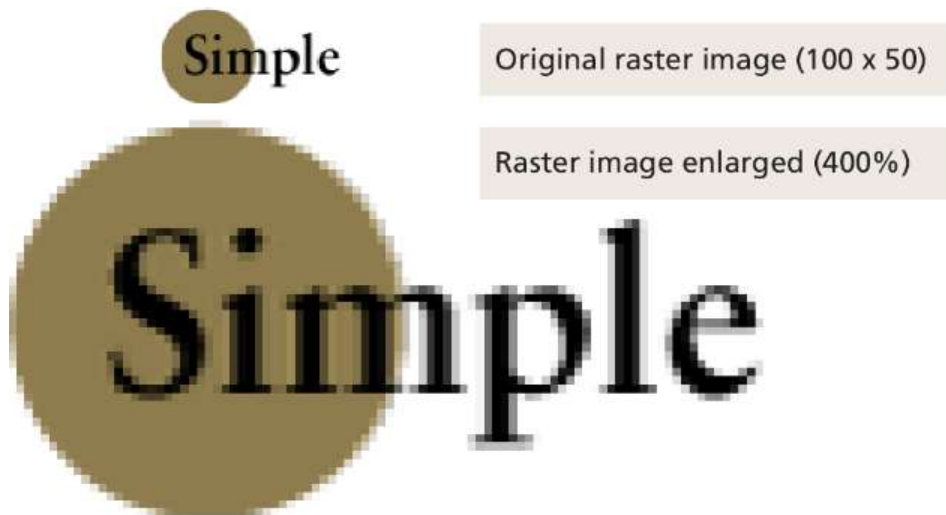 Simple
Original raster image (100 x 50)
Raster image enlarged (400%)
Simple